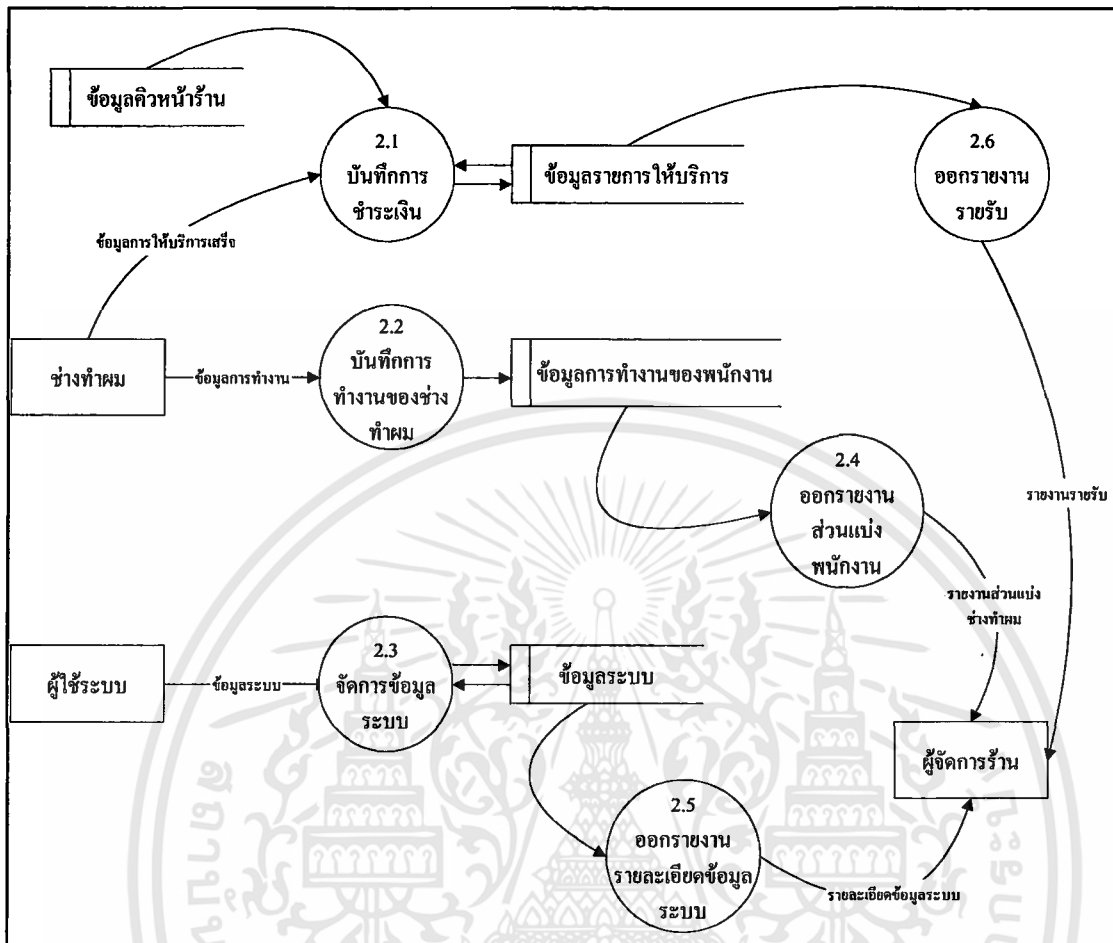 ข้อมูลคิวหน้าร้าน
2.1
บันทึกการ
ชำระเงิน
ข้อมูลรายการให้บริการ
2.6
ออกรายงาน
รายรับ
ข้อมูลการให้บริการเสร็จ
ช่างทำผม
ข้อมูลการทำงาน
2.2
บันทึกการ
ทำงานของช่าง
ทำผม
ข้อมูลการทำงานของพนักงาน
2.4
ออกรายงาน
ส่วนแบ่ง
พนักงาน
รายงานรายรับ
รายงานส่วนแบ่ง
ช่างทำผม
ผู้ใช้ระบบ
ข้อมูลระบบ
2.3
จัดการข้อมูล
ระบบ
ข้อมูลระบบ
ผู้จัดการร้าน
2.5
ออกรายงาน
รายละเอียดข้อมูล
ระบบ
รายละเอียดข้อมูลระบบ